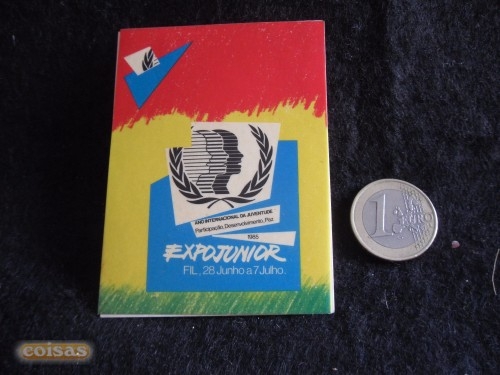 ANO INTERNACIONAL DA JUVENTUDE
Participação, Desenvolvimento, Paz
1985
EXPOJUNIOR
FIL, 28 Junho a 7 Julho.
1 EURO
coisas